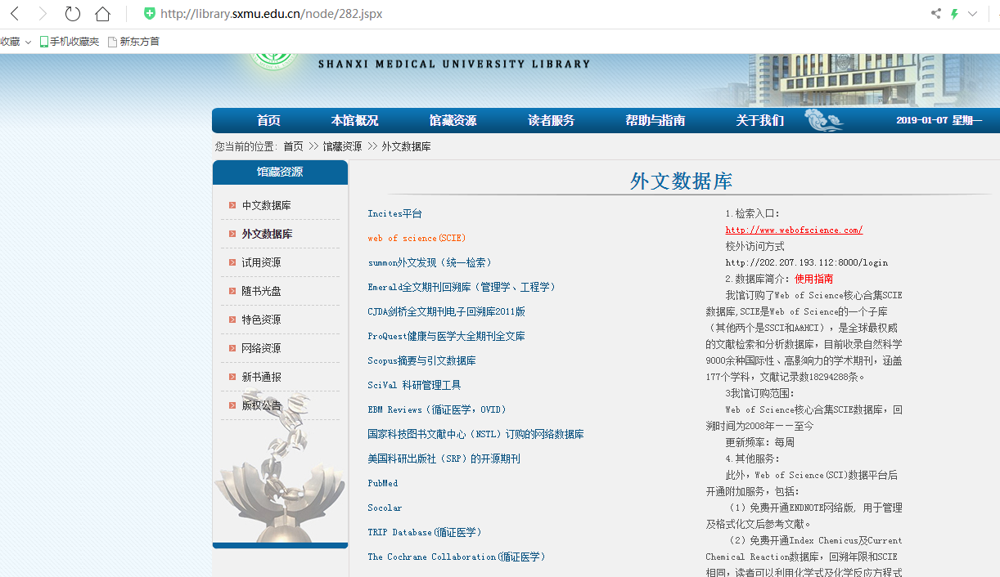 http://library.sxmu.edu.cn/node/282.jspx
收藏 手机收藏夹 新东方首
SHANXI MEDICAL UNIVERSITY LIBRARY
首页 本馆概况 馆藏资源 读者服务 帮助与指南 关于我们 2019-01-07 星期一
您当前的位置: 首页 >> 馆藏资源 >> 外文数据库
馆藏资源
中文数据库
外文数据库
试用资源
随书光盘
特色资源
网络资源
新书通报
版权公告
外文数据库
Incites平台
web of science(SCIE)
summon外文发现（统一检索）
Emerald全文期刊回溯库（管理学、工程学）
CJDA剑桥全文期刊电子回溯库2011版
ProQuest健康与医学大全期刊全文库
Scopus摘要与引文数据库
SciVal 科研管理工具
EBM Reviews（循证医学，OVID）
国家科技图书文献中心（NSTL）订购的网络数据库
美国科研出版社（SRP）的开源期刊
PubMed
Socolar
TRIP Database(循证医学）
The Cochrane Collaboration(循证医学）
1.检索入口：
http://www.webofscience.com/
校外访问方式
http://202.207.193.112:8000/login
2.数据库简介：使用指南
我馆订购了Web of Science核心合集SCIE
数据库,SCIE是Web of Science的一个子库
（其他两个是SSCI和A&HCI），是全球最权威
的文献检索和分析数据库，目前收录自然科学
9000余种国际性、高影响力的学术期刊，涵盖
177个学科，文献记录数18294288条。
3我馆订购范围：
Web of Science核心合集SCIE数据库，回
溯时间为2008年——至今
更新频率：每周
4.其他服务：
此外，Web of Science(SCI)数据平台后
开通附加服务，包括：
（1）免费开通ENDNOTE网络版, 用于管理
及格式化文后参考文献。
（2）免费开通Index Chemicus及Current
Chemical Reaction数据库，回溯年限和SCIE
相同，读者可以利用化学式及化学反应方程式